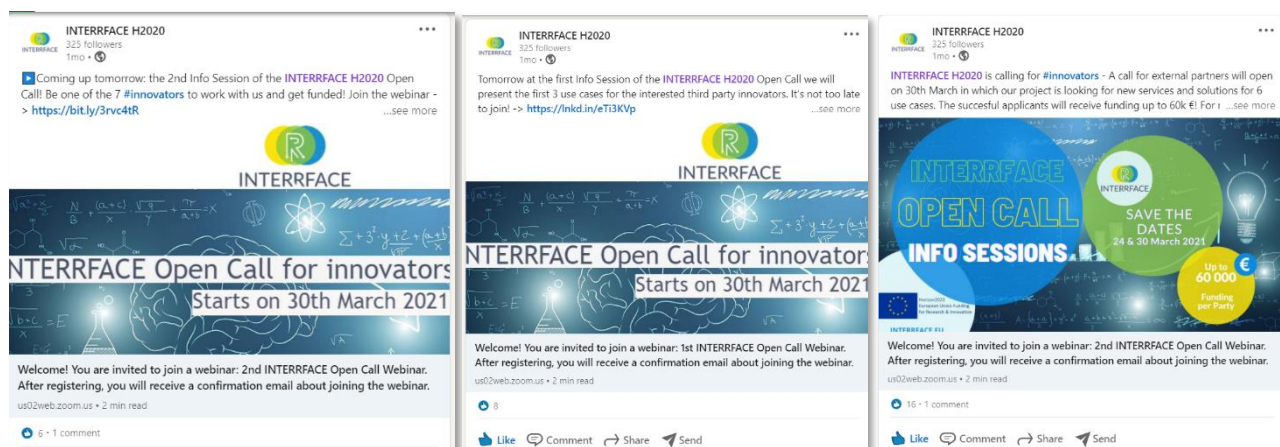 INTERRFACE H2020
325 followers
1mo •
Coming up tomorrow: the 2nd Info Session of the INTERRFACE H2020 Open
Call! Be one of the 7 #innovators to work with us and get funded! Join the webinar -
> https://bit.ly/3rvc4tR ...see more
INTERRFACE
NTERRFACE Open Call for innovators
Starts on 30th March 2021
Welcome! You are invited to join a webinar: 2nd INTERRFACE Open Call Webinar.
After registering, you will receive a confirmation email about joining the webinar.
us02web.zoom.us • 2 min read
6 • 1 comment
INTERRFACE H2020
325 followers
1mo •
Tomorrow at the first Info Session of the INTERRFACE H2020 Open Call we will
present the first 3 use cases for the interested third party innovators. It's not too late
to join! -> https://lnkd.in/eTi3KVp ...see more
INTERRFACE
NTERRFACE Open Call for innovators
Starts on 30th March 2021
Welcome! You are invited to join a webinar: 1st INTERRFACE Open Call Webinar.
After registering, you will receive a confirmation email about joining the webinar.
us02web.zoom.us • 2 min read
8
Like Comment Share Send
INTERRFACE H2020
325 followers
1mo •
INTERRFACE H2020 is calling for #innovators - A call for external partners will open
on 30th March in which our project is looking for new services and solutions for 6
use cases. The succesful applicants will receive funding up to 60k €! For ...see more
INTERRFACE
OPEN CALL
INFO SESSIONS
INTERRFACE
SAVE THE
DATES
24 & 30 March 2021
Up to
60 000
€
Funding
per Party
Horizon2020
European Union Funding
for Research & Innovation
INTERRFACE EU
Welcome! You are invited to join a webinar: 2nd INTERRFACE Open Call Webinar.
After registering, you will receive a confirmation email about joining the webinar.
us02web.zoom.us • 2 min read
16 • 1 comment
Like Comment Share Send